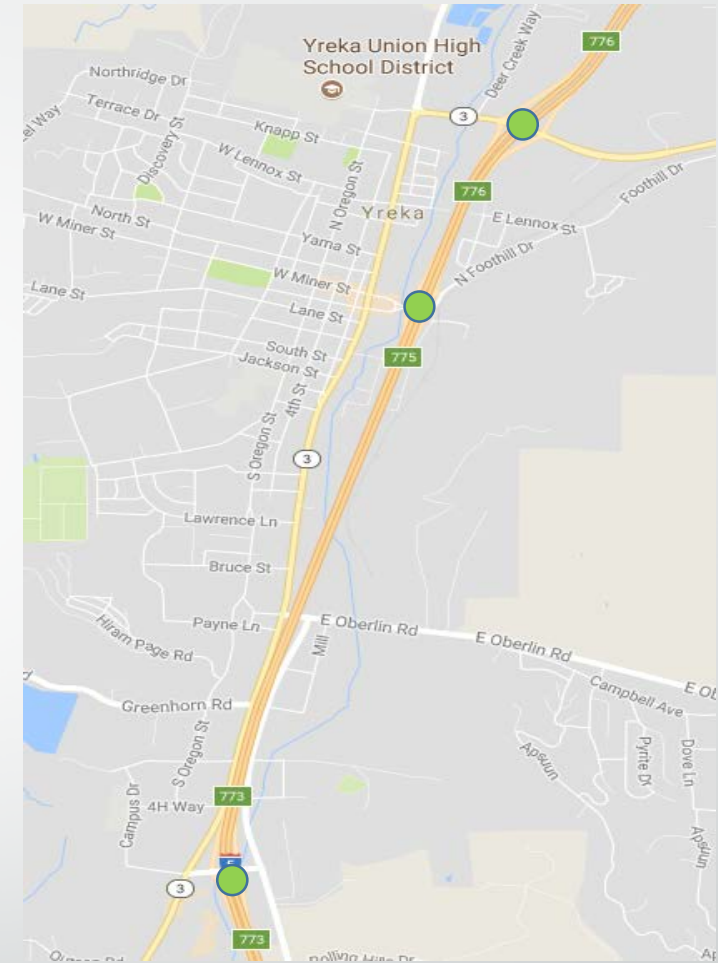 776
Yreka Union High
School District
Deer Creek Way
Northridge Dr
3
Terrace Dr
Discovery St
Knapp St
W Lennox St
N Oregon St
776
Foothill Dr
Yreka
E Lennox St
North St
W Miner St
Yama St
N Foothill Dr
W Miner St
Lane St
Lane St
775
South St
Jackson St
4th St
S Oregon St
3
Lawrence Ln
Bruce St
Payne Ln
E Oberlin Rd
Mill
E Oberlin Rd
Hiram Page Rd
Campbell Ave
Greenhorn Rd
S Oregon St
Apsuun
Pyrite Dr
Dove Ln
773
4H Way
Campus Dr
3
773